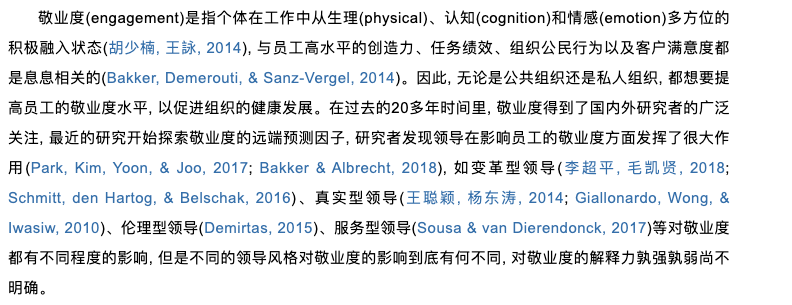 敬业度(engagement)是指个体在工作中从生理(physical)、认知(cognition)和情感(emotion)多方位的
积极融入状态(胡少楠, 王詠, 2014), 与员工高水平的创造力、任务绩效、组织公民行为以及客户满意度都
是息息相关的(Bakker, Demerouti, & Sanz-Vergel, 2014)。因此, 无论是公共组织还是私人组织, 都想要提
高员工的敬业度水平, 以促进组织的健康发展。在过去的20多年时间里, 敬业度得到了国内外研究者的广泛
关注, 最近的研究开始探索敬业度的远端预测因子, 研究者发现领导在影响员工的敬业度方面发挥了很大作
用(Park, Kim, Yoon, & Joo, 2017; Bakker & Albrecht, 2018), 如变革型领导(李超平, 毛凯贤, 2018;
Schmitt, den Hartog, & Belschak, 2016)、真实型领导(王聪颖, 杨东涛, 2014; Giallonardo, Wong, &
Iwasiw, 2010)、伦理型领导(Demirtas, 2015)、服务型领导(Sousa & van Dierendonck, 2017)等对敬业度
都有不同程度的影响, 但是不同的领导风格对敬业度的影响到底有何不同, 对敬业度的解释力孰强孰弱尚不
明确。